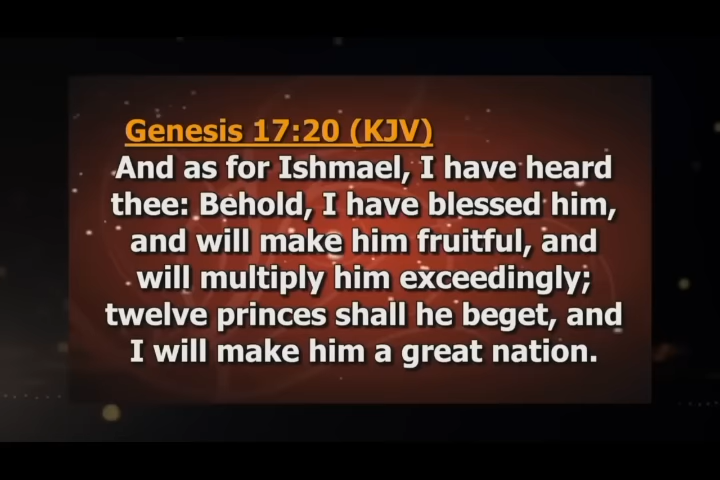 Genesis 17:20 (KJV)
And as for Ishmael, I have heard
thee: Behold, I have blessed him,
and will make him fruitful, and
will multiply him exceedingly;
twelve princes shall he beget, and
I will make him a great nation.